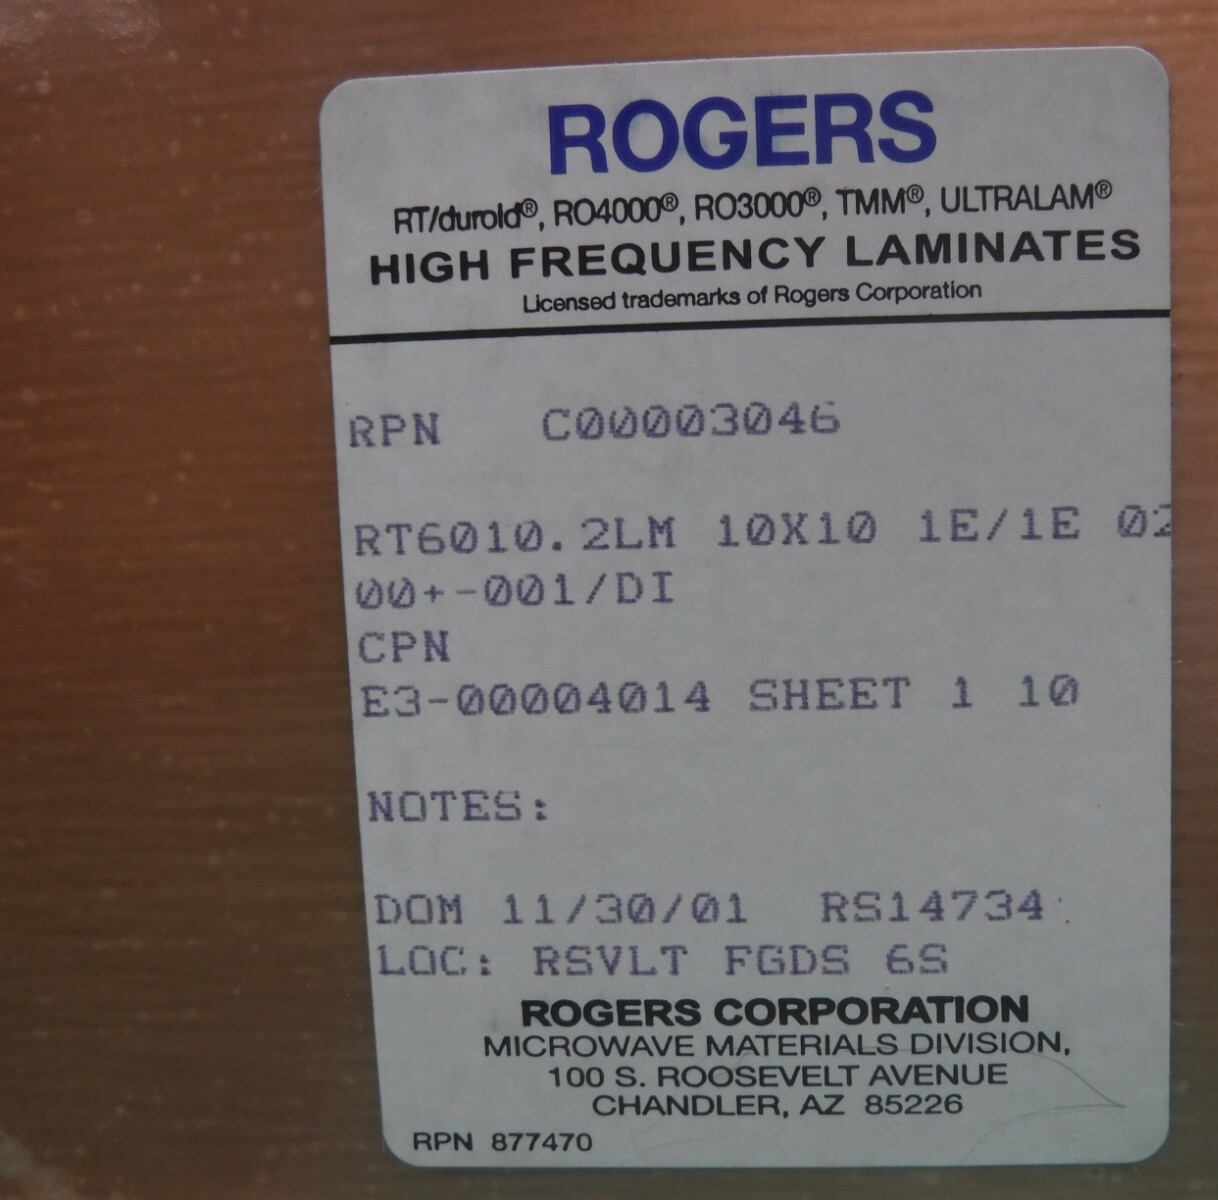 ROGERS
RT/duroid®, RO4000®, RO3000®, TMM®, ULTRALAM®
HIGH FREQUENCY LAMINATES
Licensed trademarks of Rogers Corporation
RPN C00003046
RT6010.2LM 10X10 1E/1E 02
00+-001/DI
CPN
E3-00004014 SHEET 1 10
NOTES:
DOM 11/30/01 RS14734
LOC: RSVLT FGDS 6S
ROGERS CORPORATION
MICROWAVE MATERIALS DIVISION,
100 S. ROOSEVELT AVENUE
CHANDLER, AZ 85226
RPN 877470